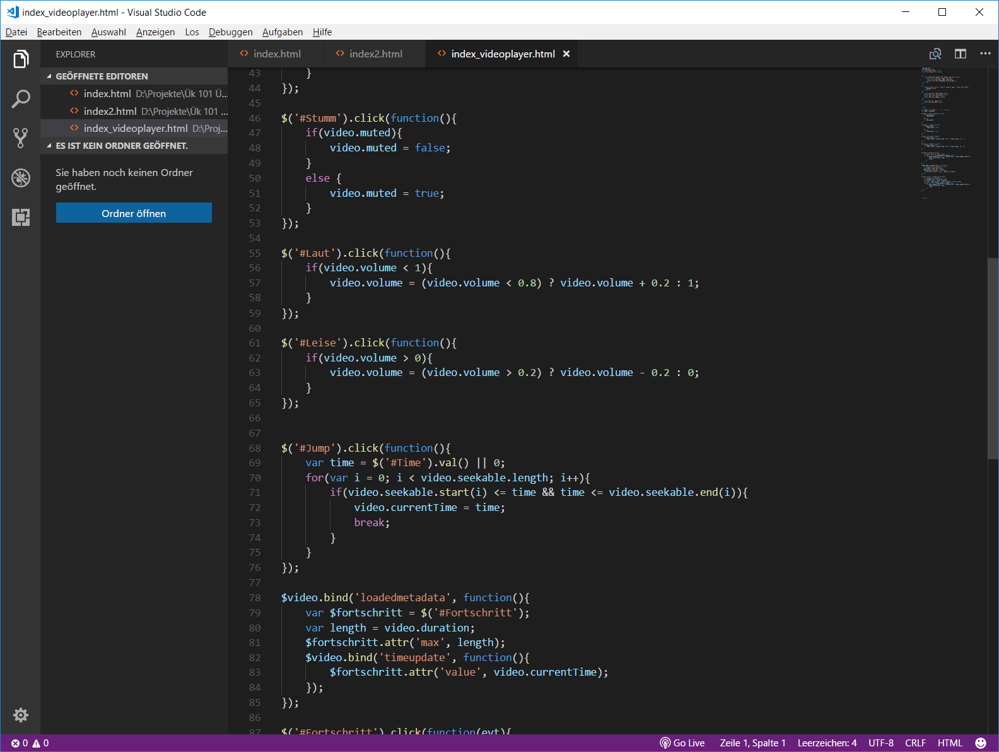 index_videoplayer.html - Visual Studio Code
Datei Bearbeiten Auswahl Anzeigen Los Debuggen Aufgaben Hilfe
EXPLORER
GEÖFFNETE EDITOREN
index.html D:\Projekte\Ük 101 Ü...
index2.html D:\Projekte\Ük 101 ...
index_videoplayer.html D:\Proj...
ES IST KEIN ORDNER GEÖFFNET.
Sie haben noch keinen Ordner
geöffnet.
Ordner öffnen
index.html index2.html index_videoplayer.html
43 }
44 });
45
46 $('#Stumm').click(function(){
47 if(video.muted){
48 video.muted = false;
49 }
50 else {
51 video.muted = true;
52 }
53 });
54
55 $('#Laut').click(function(){
56 if(video.volume < 1){
57 video.volume = (video.volume < 0.8) ? video.volume + 0.2 : 1;
58 }
59 });
60
61 $('#Leise').click(function(){
62 if(video.volume > 0){
63 video.volume = (video.volume > 0.2) ? video.volume - 0.2 : 0;
64 }
65 });
66
67
68 $('#Jump').click(function(){
69 var time = $('#Time').val() || 0;
70 for(var i = 0; i < video.seekable.length; i++){
71 if(video.seekable.start(i) <= time && time <= video.seekable.end(i)){
72 video.currentTime = time;
73 break;
74 }
75 }
76 });
77
78 $video.bind('loadedmetadata', function(){
79 var $fortschritt = $('#Fortschritt');
80 var length = video.duration;
81 $fortschritt.attr('max', length);
82 $video.bind('timeupdate', function(){
83 $fortschritt.attr('value', video.currentTime);
84 });
85 });
86
87 $('#Fortschritt').click(function(evt){
0 0 Go Live Zeile 1, Spalte 1 Leerzeichen: 4 UTF-8 CRLF HTML